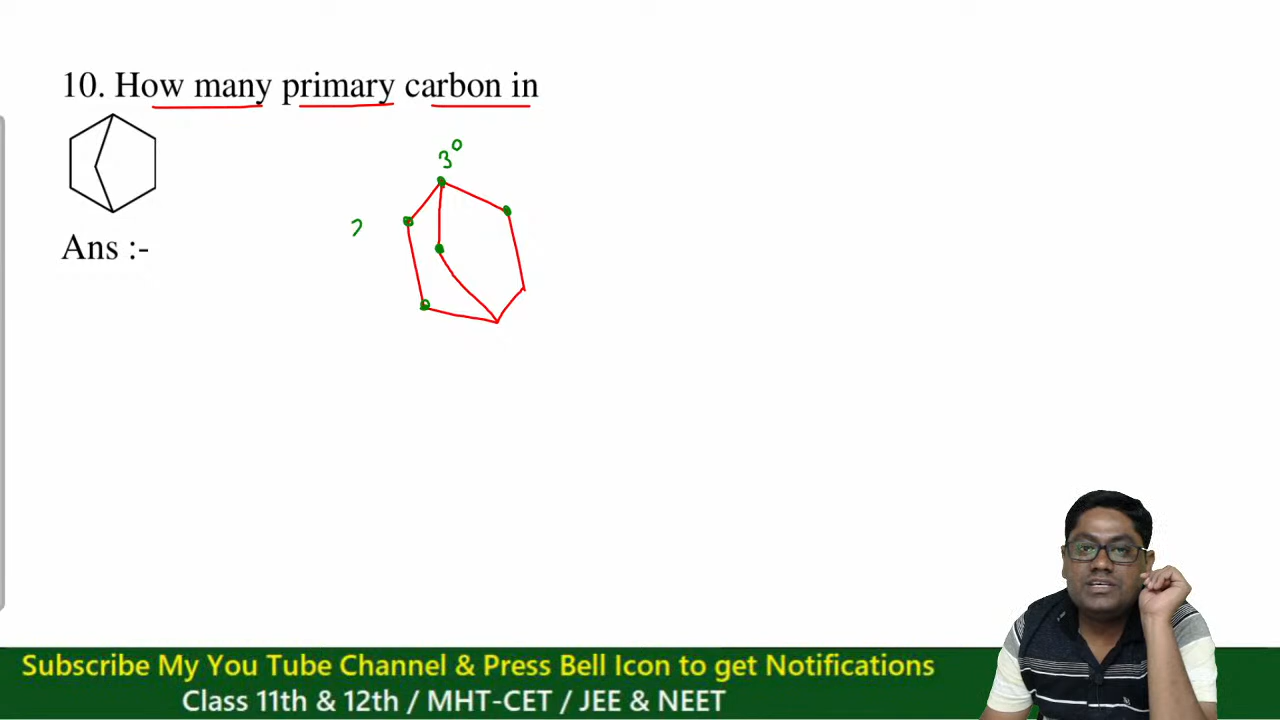 10. How many primary carbon in
3°
Ans :-
Subscribe My You Tube Channel & Press Bell Icon to get Notifications
Class 11th & 12th / MHT-CET / JEE & NEET